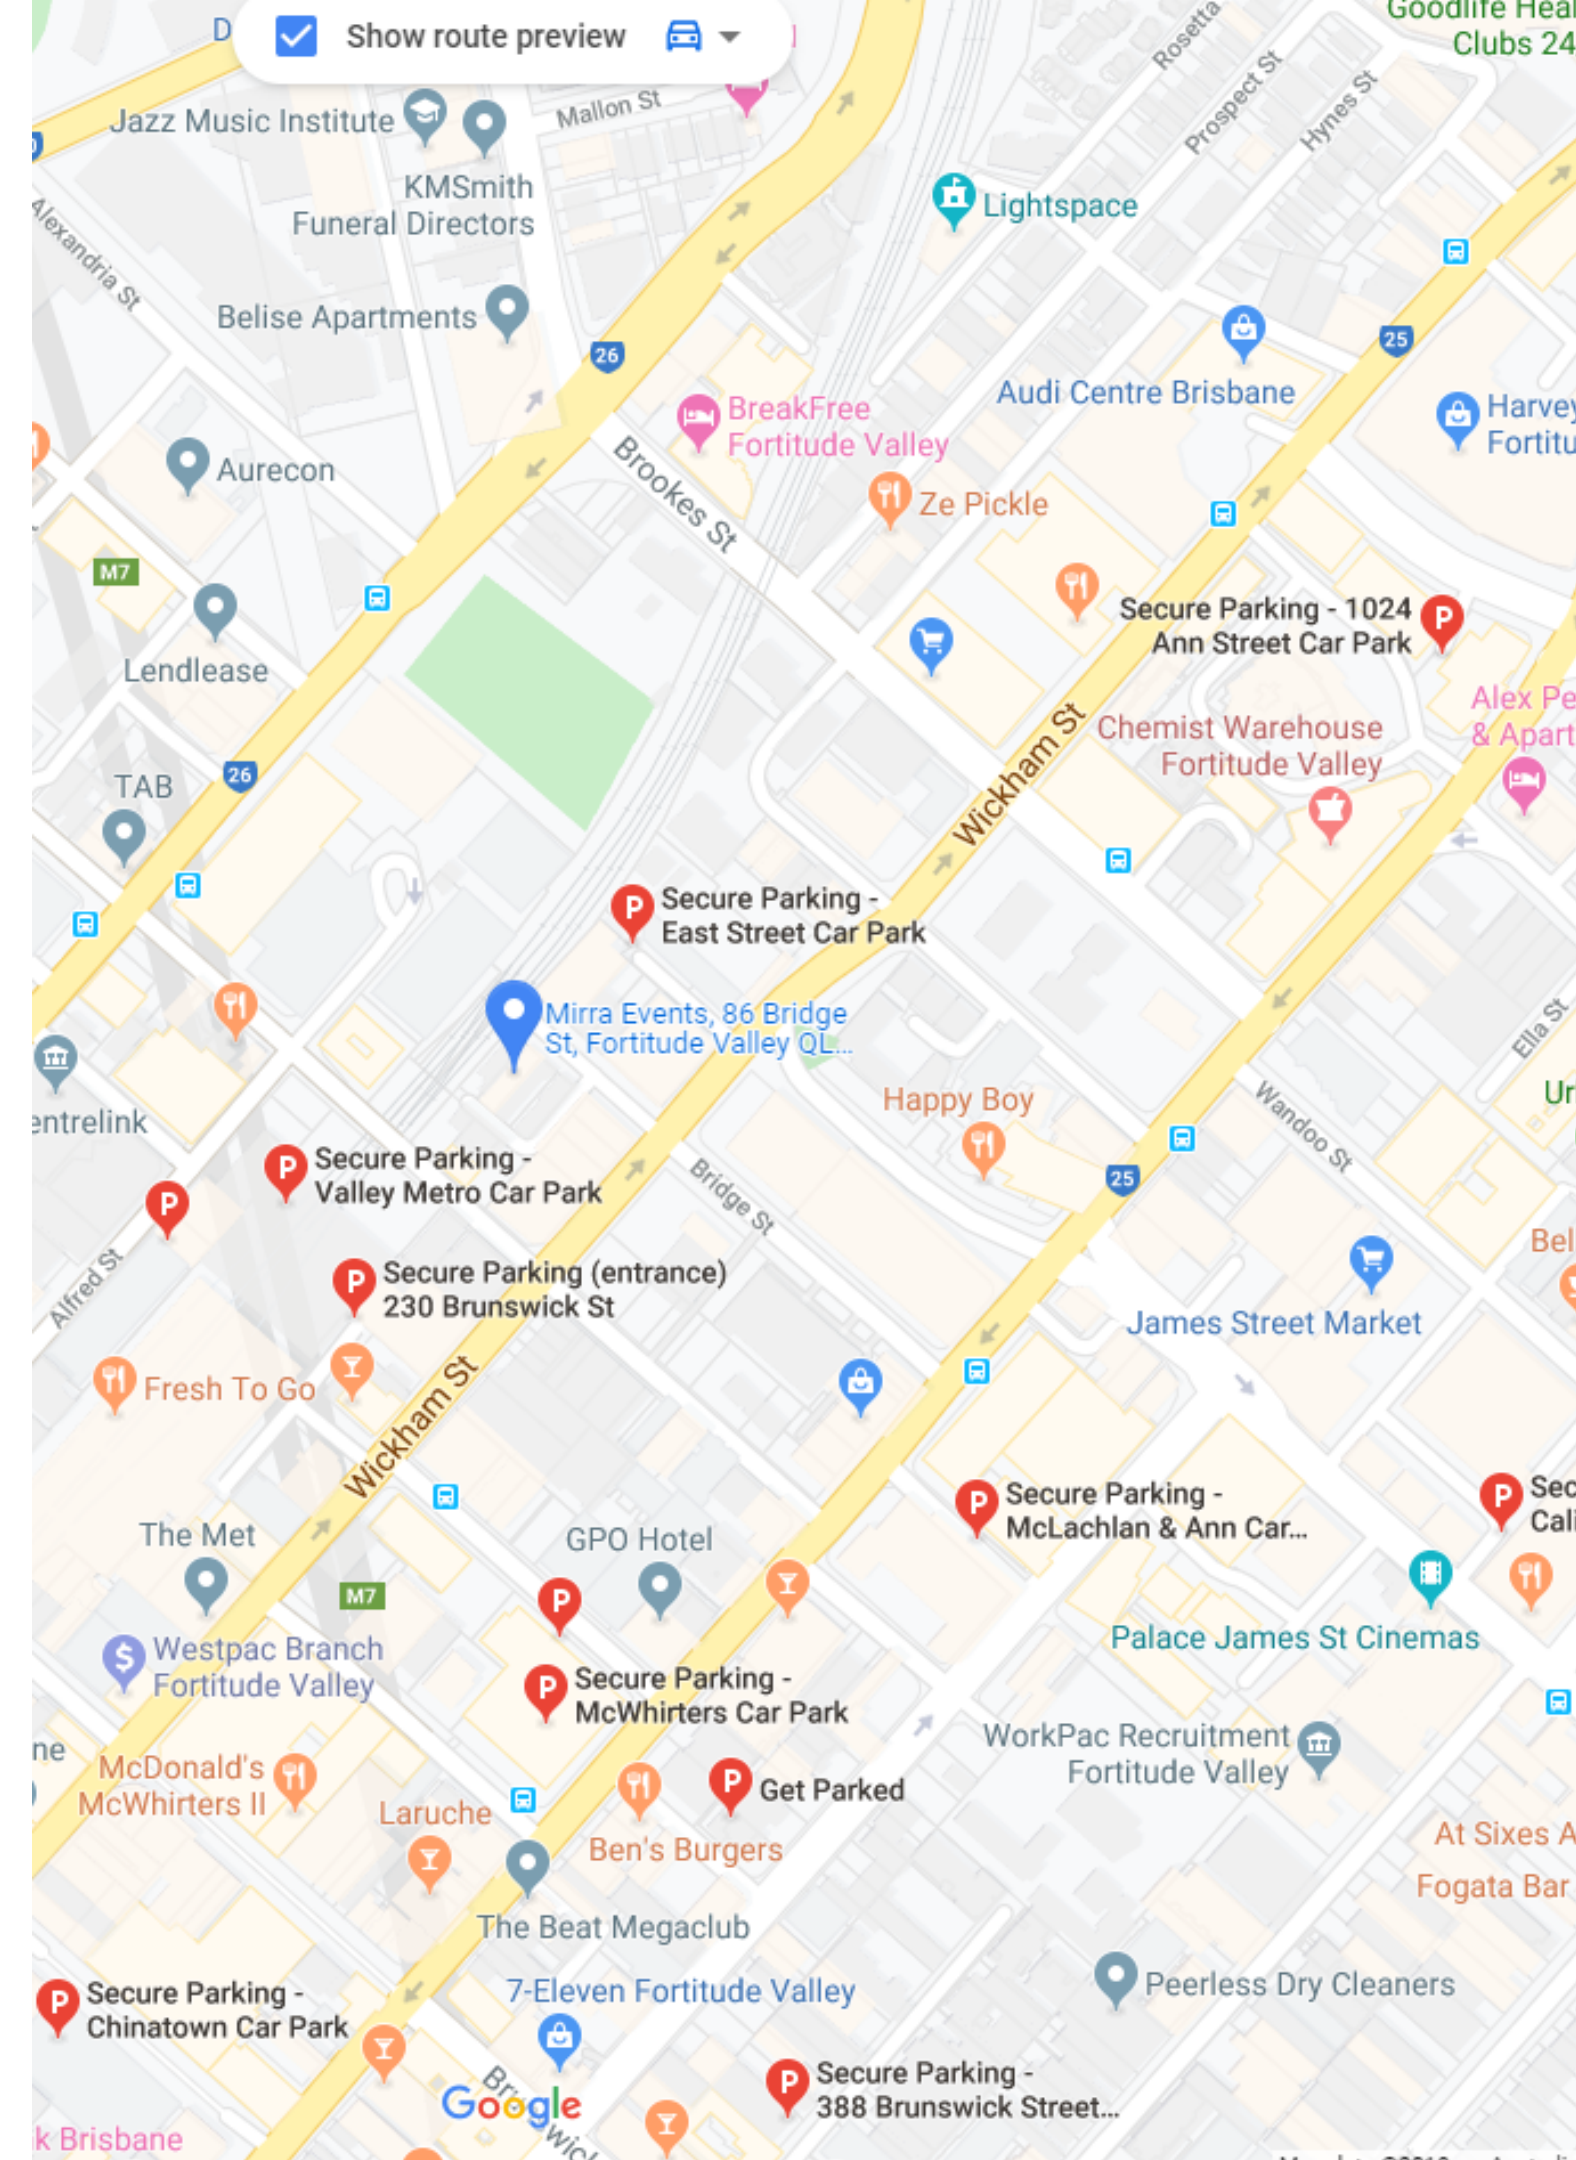 Goodlife Heal
Clubs 24
D
Show route preview
Rosetta
Prospect St
Hynes St
Mallon St
Jazz Music Institute
KMSmith
Funeral Directors
Lightspace
Alexandria St
Belise Apartments
26
25
Audi Centre Brisbane
Harvey
Fortitu
BreakFree
Fortitude Valley
Brookes St
Aurecon
Ze Pickle
M7
Secure Parking - 1024
Ann Street Car Park
Lendlease
Alex Pe
& Apart
Chemist Warehouse
Fortitude Valley
Wickham St
TAB
26
Secure Parking -
East Street Car Park
Mirra Events, 86 Bridge
St, Fortitude Valley QL...
Ella St
Ur
Happy Boy
Wandoo St
entrelink
Secure Parking -
Valley Metro Car Park
Bridge St
25
Alfred St
Bel
Secure Parking (entrance)
230 Brunswick St
James Street Market
Fresh To Go
Wickham St
Secure Parking -
McLachlan & Ann Car...
Sec
Cali
The Met
GPO Hotel
M7
Palace James St Cinemas
Westpac Branch
Fortitude Valley
Secure Parking -
McWhirters Car Park
ne
WorkPac Recruitment
Fortitude Valley
McDonald's
McWhirters II
Get Parked
Laruche
Ben's Burgers
At Sixes A
Fogata Bar
The Beat Megaclub
7-Eleven Fortitude Valley
Peerless Dry Cleaners
Secure Parking -
Chinatown Car Park
Secure Parking -
388 Brunswick Street...
Google
k Brisbane